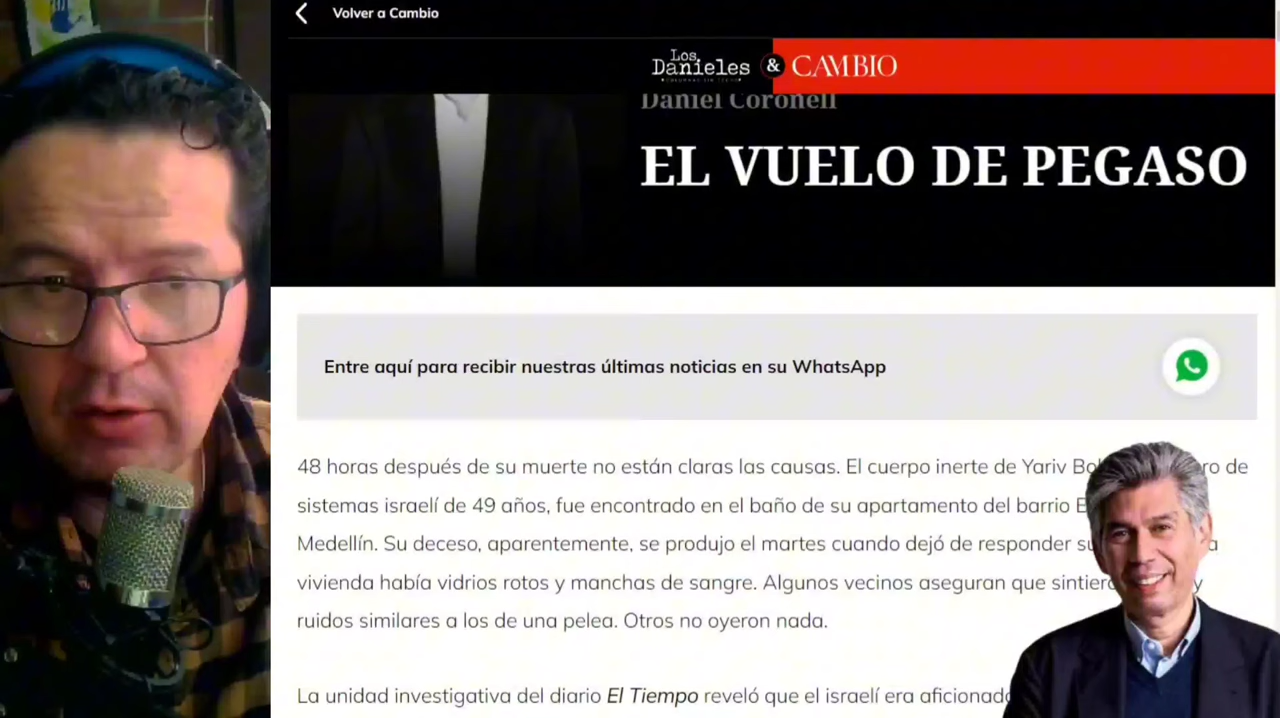 Volver a Cambio
Los Danieles & CAMBIO
Daniel Coronell
EL VUELO DE PEGASO
Entre aquí para recibir nuestras últimas noticias en su WhatsApp
48 horas después de su muerte no están claras las causas. El cuerpo inerte de Yariv de
sistemas israelí de 49 años, fue encontrado en el baño de su apartamento del barrio
Medellín. Su deceso, aparentemente, se produjo el martes cuando dejó de responder
vivienda había vidrios rotos y manchas de sangre. Algunos vecinos aseguran que y
ruidos similares a los de una pelea. Otros no oyeron nada.
La unidad investigativa del diario El Tiempo reveló que el israelí era